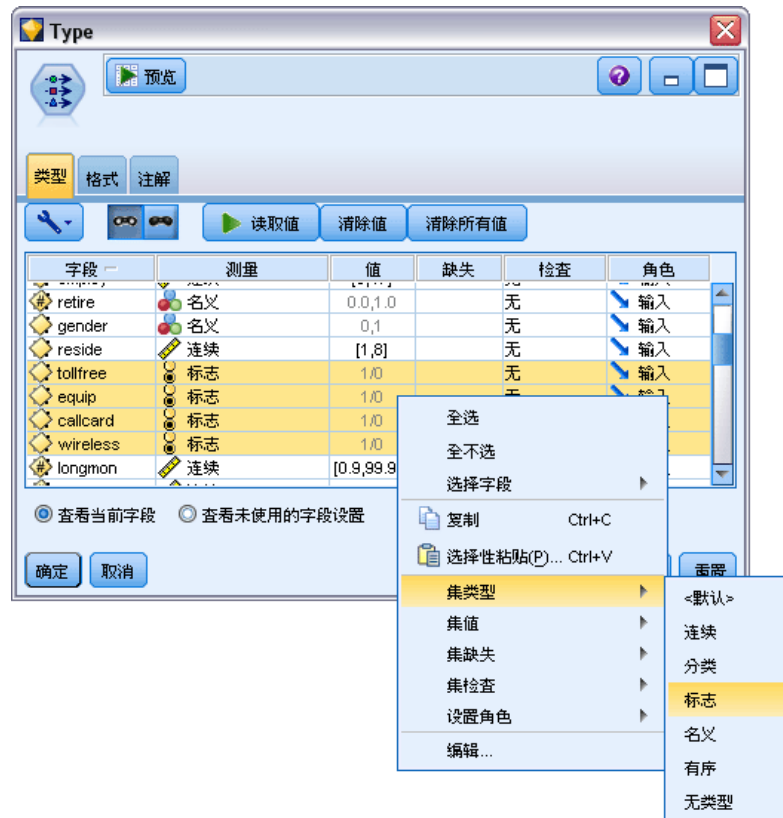 Type
预览
类型 格式 注解
读取值 清除值 清除所有值
字段 测量 值 缺失 检查 角色
retire 名义 0.0,1.0 无 输入
gender 名义 0,1 无 输入
reside 连续 [1,8] 无 输入
tollfree 标志 1/0 无 输入
equip 标志 1/0
callcard 标志 1/0
wireless 标志 1/0
longmon 连续 [0.9,99.9
查看当前字段 查看未使用的字段设置
确定 取消 重置
全选
全不选
选择字段
复制 Ctrl+C
选择性粘贴(P)... Ctrl+V
集类型
集值
集缺失
集检查
设置角色
编辑...
<默认>
连续
分类
标志
名义
有序
无类型